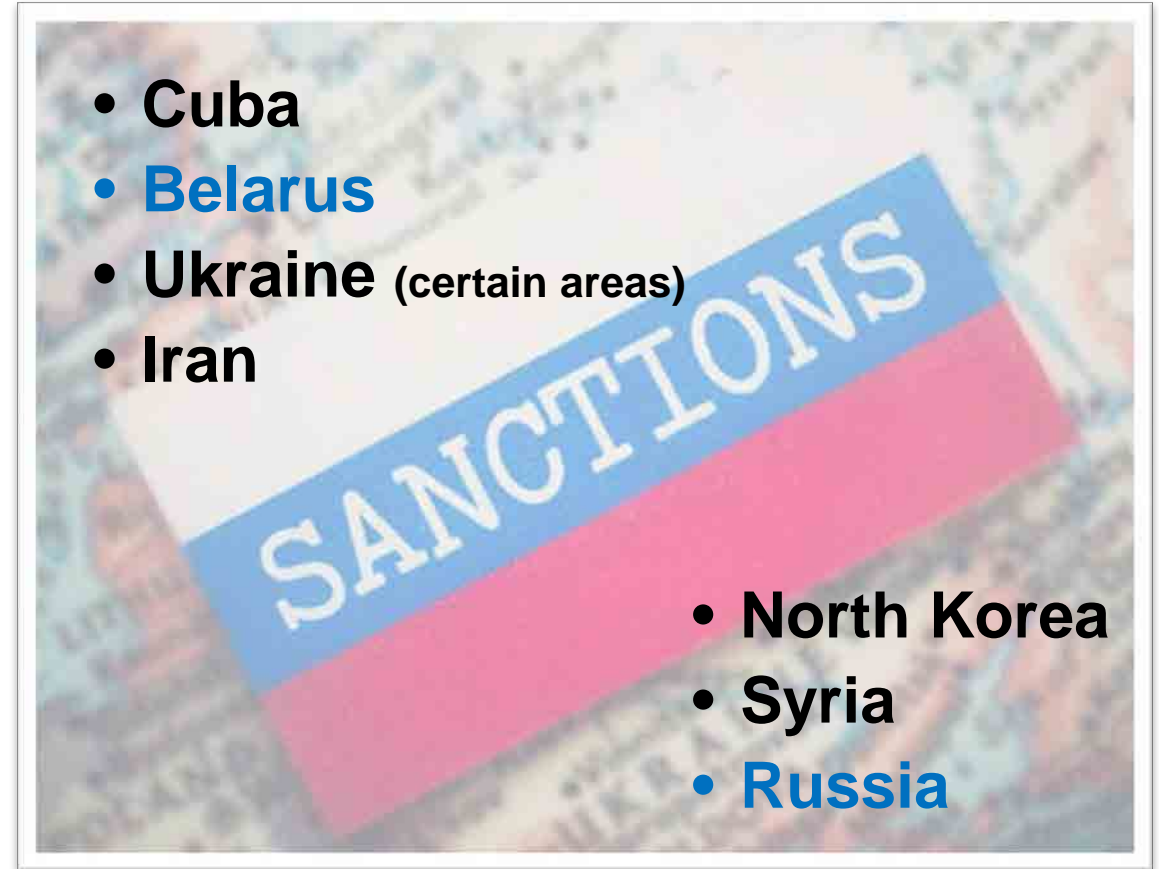 • Cuba
• Belarus
• Ukraine (certain areas)
• Iran
SANCTIONS
• North Korea
• Syria
• Russia